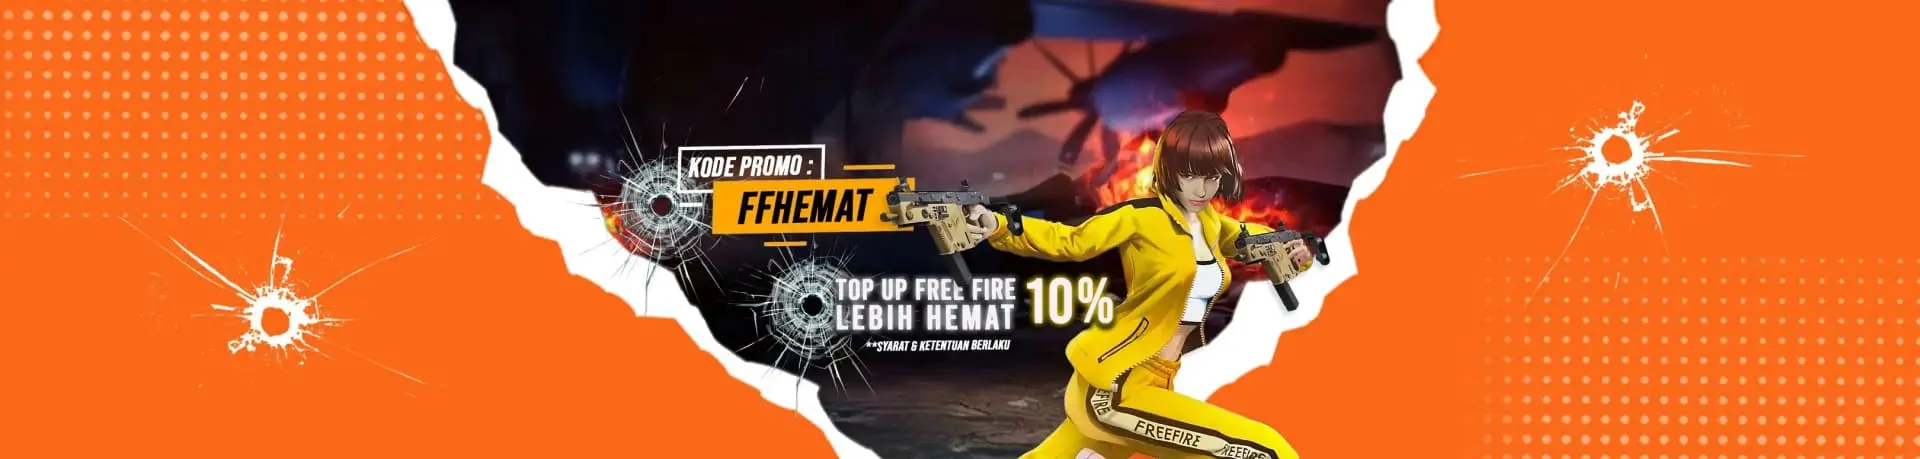 KODE PROMO :
FFHEMAT
TOP UP FREE FIRE
LEBIH HEMAT
10%
**SYARAT & KETENTUAN BERLAKU
FREEFIRE